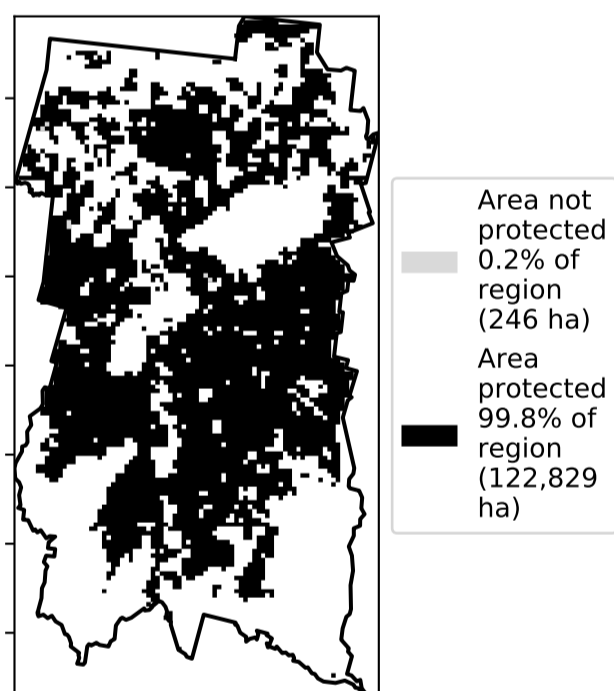 Area not
protected
0.2% of
region
(246 ha)
Area
protected
99.8% of
region
(122,829
ha)